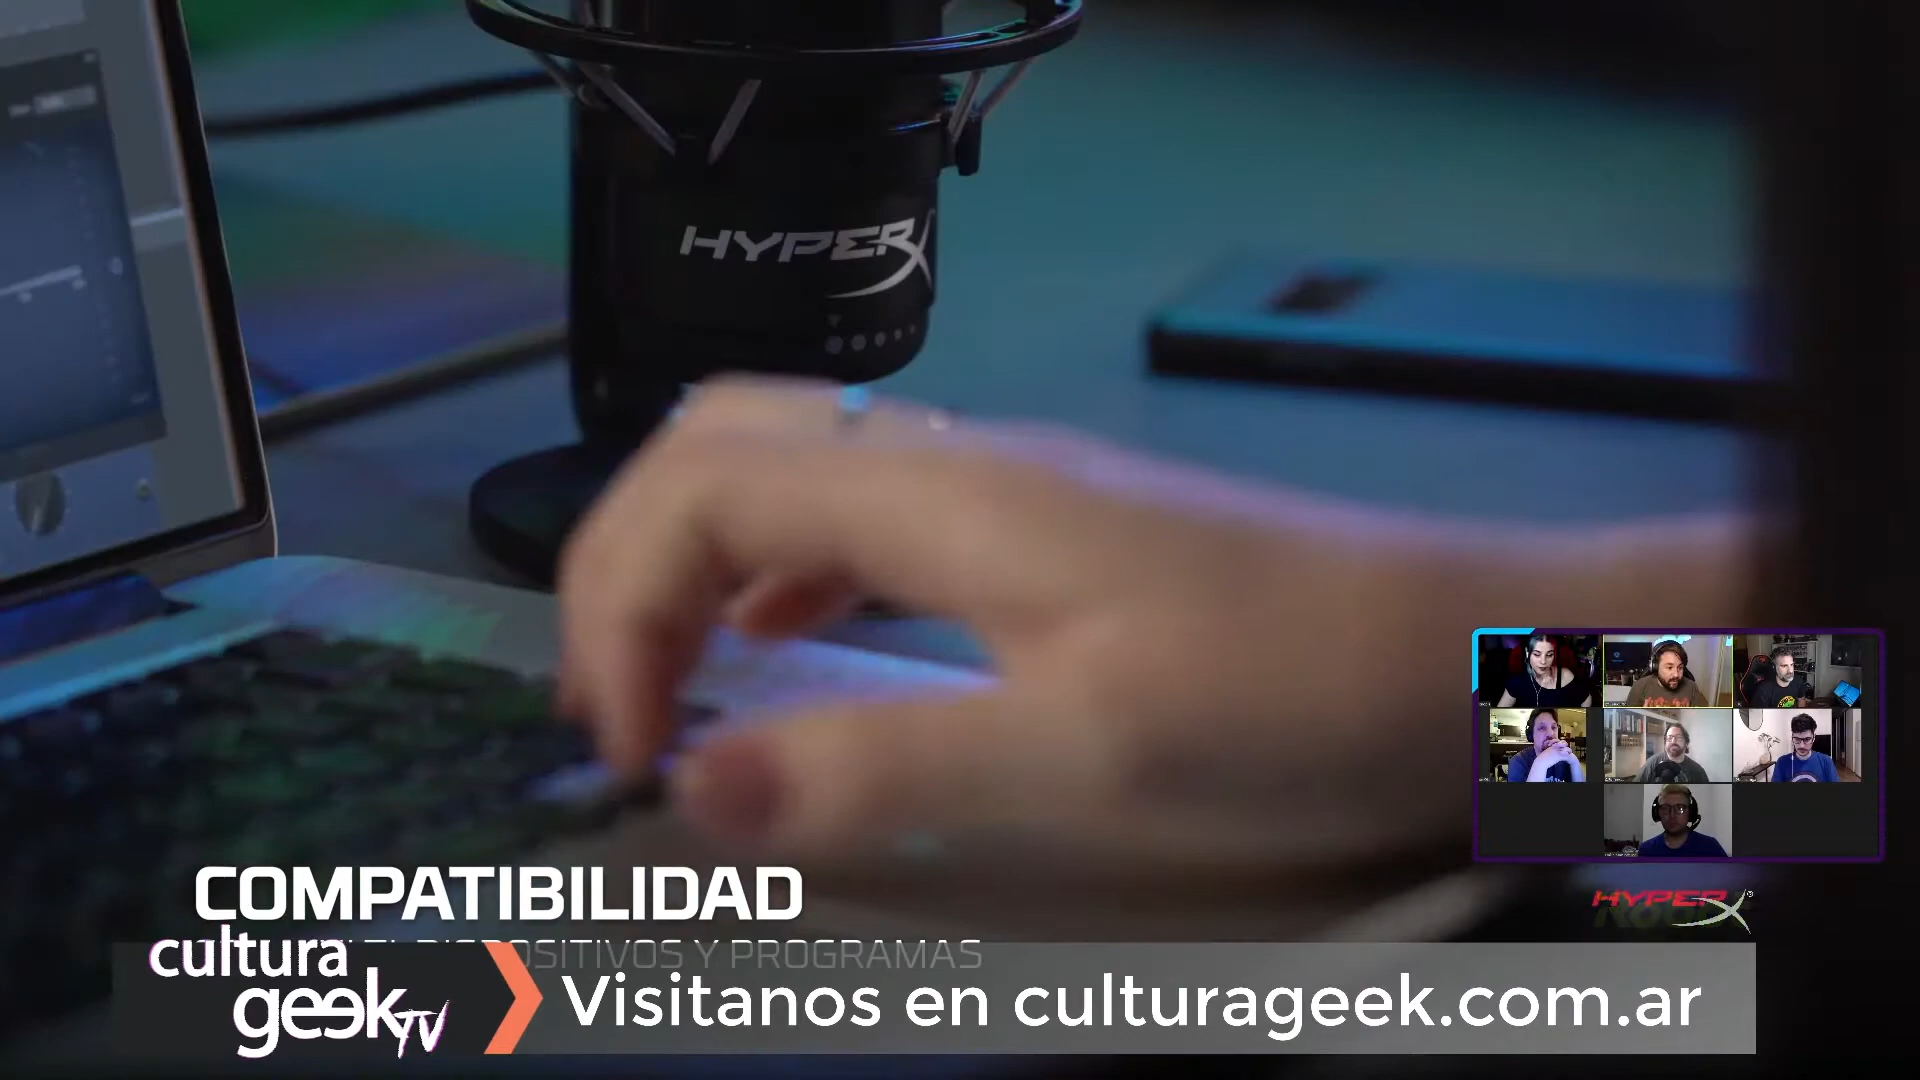 HYPERX
COMPATIBILIDAD
DISPOSITIVOS Y PROGRAMAS
HYPERX
cultura
geek TV
Visitanos en culturageek.com.ar